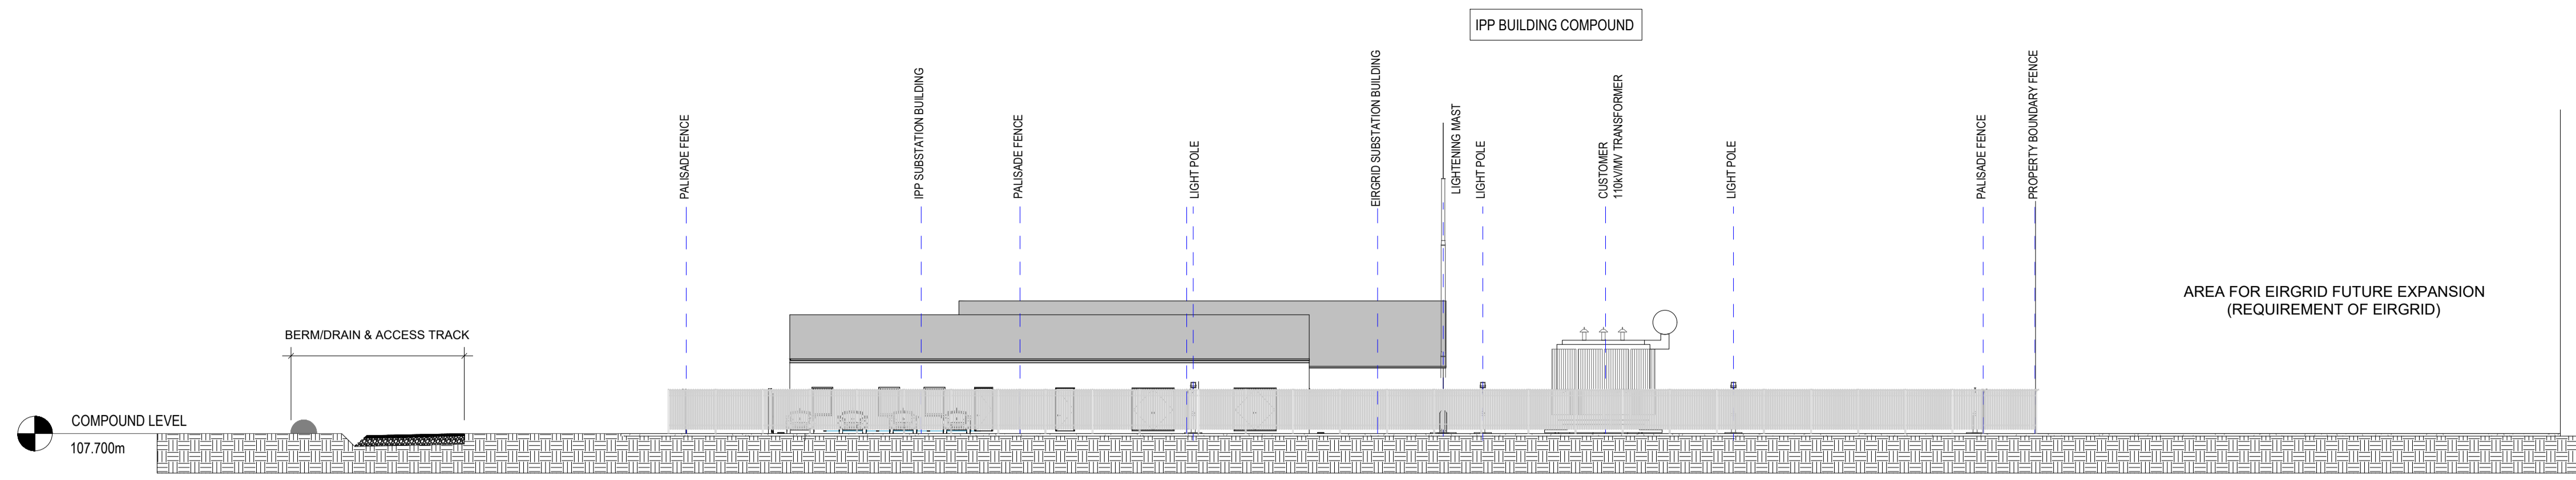 IPP BUILDING COMPOUND
PALISADE FENCE
IPP SUBSTATION BUILDING
PALISADE FENCE
LIGHT POLE
EIRGRID SUBSTATION BUILDING
LIGHTENING MAST
LIGHT POLE
CUSTOMER
110kV/MV TRANSFORMER
LIGHT POLE
PALISADE FENCE
PROPERTY BOUNDARY FENCE
AREA FOR EIRGRID FUTURE EXPANSION
(REQUIREMENT OF EIRGRID)
BERM/DRAIN & ACCESS TRACK
COMPOUND LEVEL
107.700m